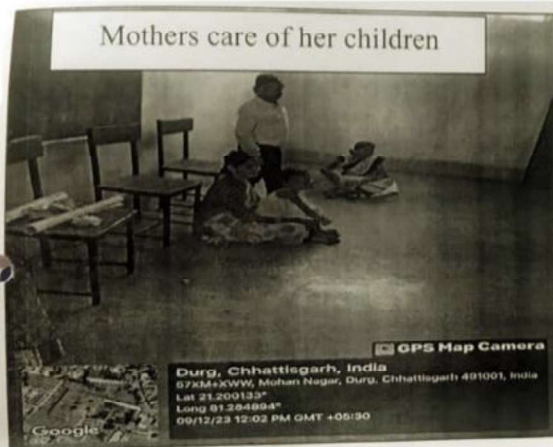 Mothers care of her children
GPS Map Camera
Durg, Chhattisgarh, India
67XM+XWW, Mohan Nagar, Durg, Chhattisgarh 491001, India
Lat 21.200133°
Long 81.284894°
09/12/23 12:02 PM GMT +05:30
Google